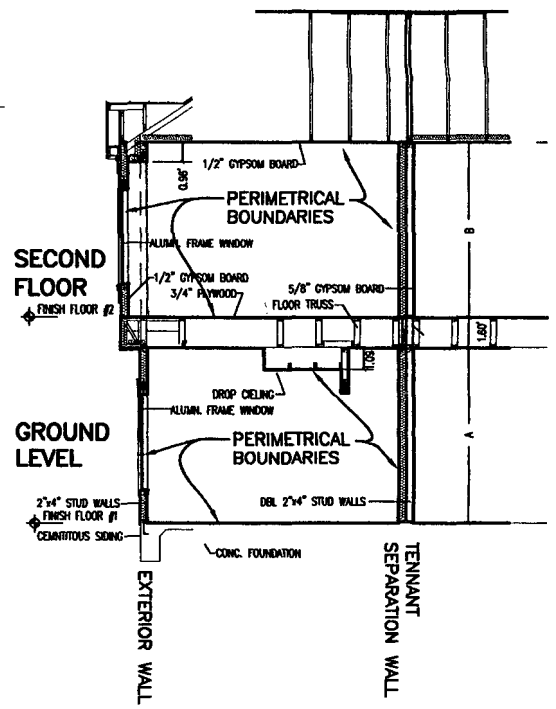 1/2" GYPSOM BOARD
0.96'
PERIMETRICAL
BOUNDARIES
B
ALUMN. FRAME WINDOW
SECOND
FLOOR
1/2" GYPSOM BOARD
3/4" PLYWOOD
5/8" GYPSOM BOARD
FLOOR TRUSS
FINISH FLOOR #2
1.60'
DROP CIELING
ALUMN. FRAME WINDOW
GROUND
LEVEL
PERIMETRICAL
BOUNDARIES
A
2"x4" STUD WALLS
DBL 2"x4" STUD WALLS
FINISH FLOOR #1
CEMNTITOUS SIDING
CONC. FOUNDATION
EXTERIOR WALL
TENNANT
SEPARATION WALL